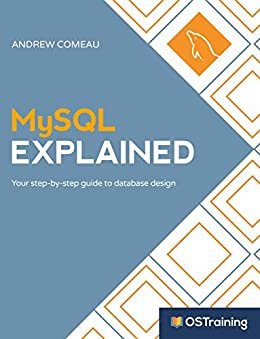 ANDREW COMEAU
MySQL
EXPLAINED
Your step-by-step guide to database design
OSTraining